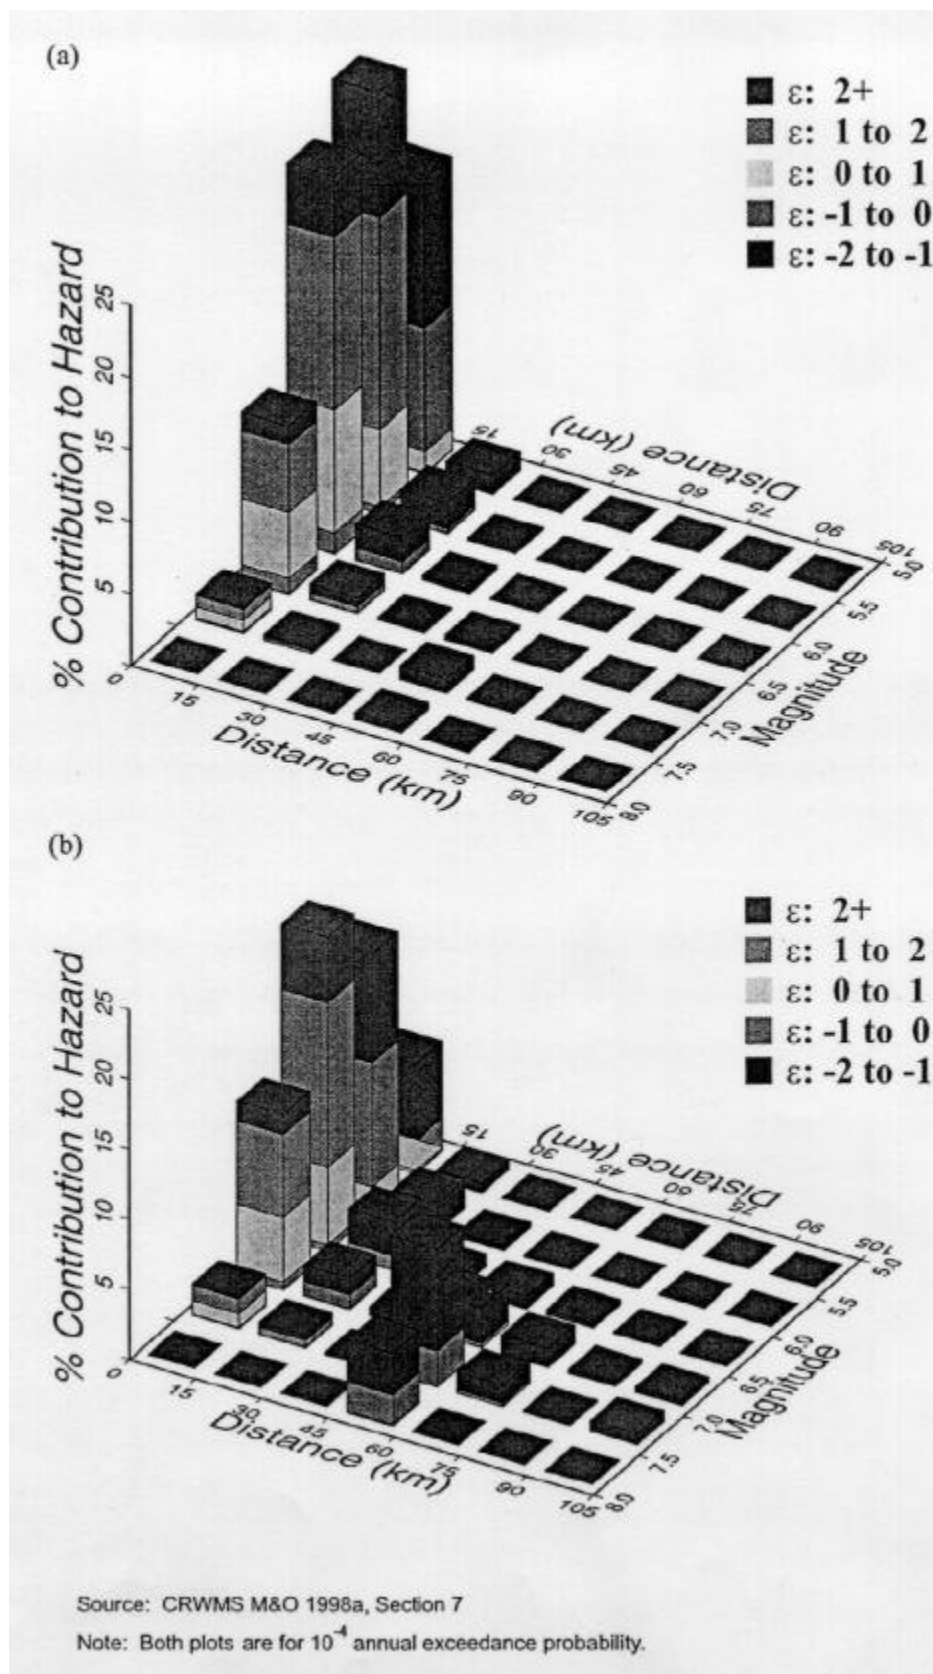 (a)
ε: 2+
ε: 1 to 2
ε: 0 to 1
ε: -1 to 0
ε: -2 to -1
% Contribution to Hazard
25
20
15
10
5
0
15
30
45
60
75
90
105
Distance (km)
15
30
45
60
75
90
105
Distance (km)
5.0
5.5
6.0
6.5
7.0
7.5
8.0
Magnitude
(b)
ε: 2+
ε: 1 to 2
ε: 0 to 1
ε: -1 to 0
ε: -2 to -1
% Contribution to Hazard
25
20
15
10
5
0
15
30
45
60
75
90
105
Distance (km)
15
30
45
60
75
90
105
Distance (km)
5.0
5.5
6.0
6.5
7.0
7.5
8.0
Magnitude
Source: CRWMS M&O 1998a, Section 7
Note: Both plots are for 10⁻⁴ annual exceedance probability.